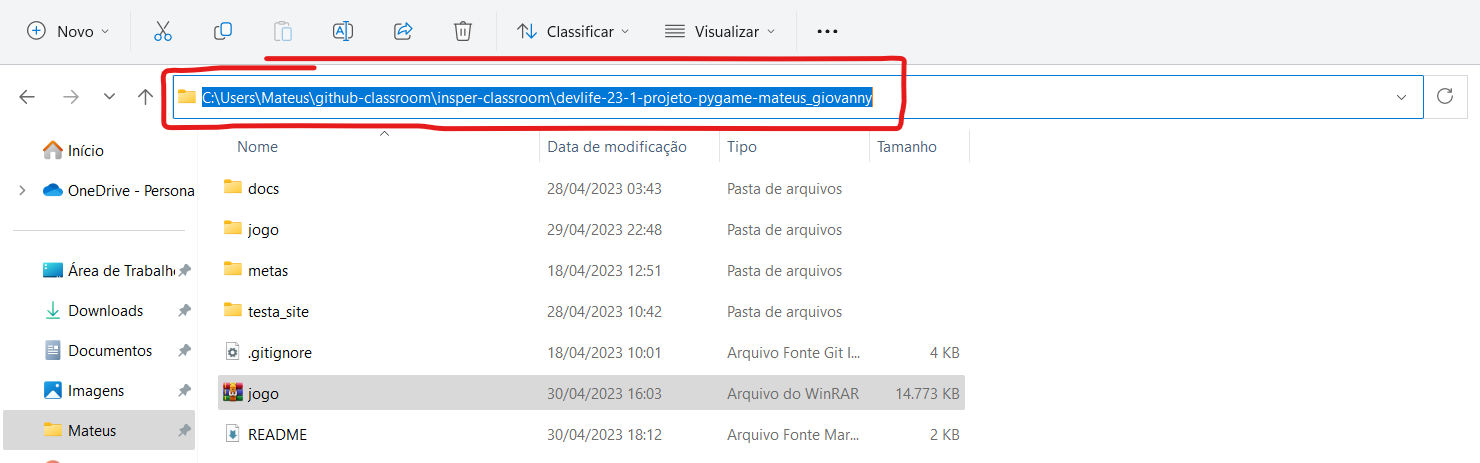 Novo Classificar Visualizar
C:\Users\Mateus\github-classroom\insper-classroom\devlife-23-1-projeto-pygame-mateus_giovanny
Nome Data de modificação Tipo Tamanho
Início
OneDrive - Persona
Área de Trabalh
Downloads
Documentos
Imagens
Mateus
docs 28/04/2023 03:43 Pasta de arquivos
jogo 29/04/2023 22:48 Pasta de arquivos
metas 18/04/2023 12:51 Pasta de arquivos
testa_site 28/04/2023 10:42 Pasta de arquivos
.gitignore 18/04/2023 10:01 Arquivo Fonte Git I... 4 KB
jogo 30/04/2023 16:03 Arquivo do WinRAR 14.773 KB
README 30/04/2023 18:12 Arquivo Fonte Mar... 2 KB